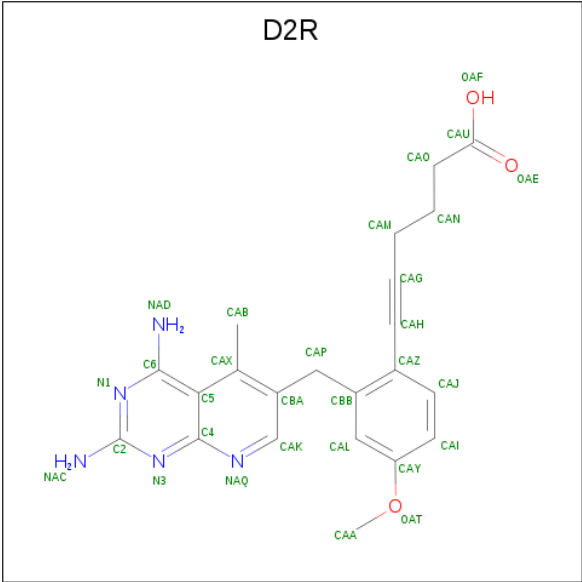 D2R
OAF
OH
CAU
CAO
O
OAE
CAM
CAN
CAG
NAD
CAB
NH₂
CAH
CAX
CAP
CAZ
C6
CAJ
N1
C5
CBA
CBB
C4
C2
CAK
CAL
CAI
H₂N
N
N
N
CAY
NAC
N3
NAQ
O
OAT
CAA